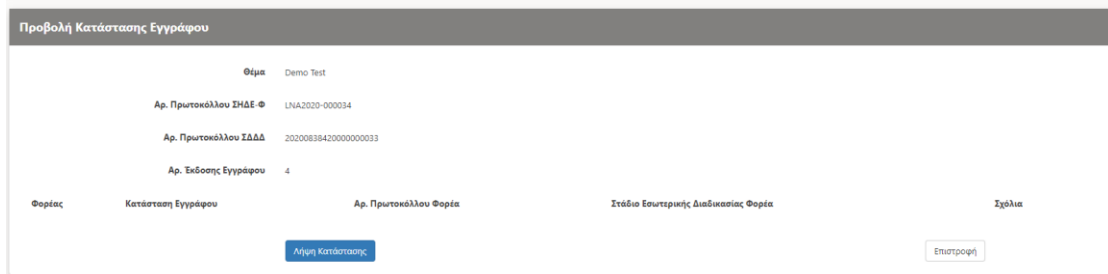 Προβολή Κατάστασης Εγγράφου
Θέμα Demo Test
Αρ. Πρωτοκόλλου ΣΗΔΕ-Φ LNA2020-000034
Αρ. Πρωτοκόλλου ΣΔΔΔ 20200838420000000033
Αρ. Έκδοσης Εγγράφου 4
Φορέας Κατάσταση Εγγράφου Αρ. Πρωτοκόλλου Φορέα Στάδιο Εσωτερικής Διαδικασίας Φορέα Σχόλια
Λήψη Κατάστασης Επιστροφή